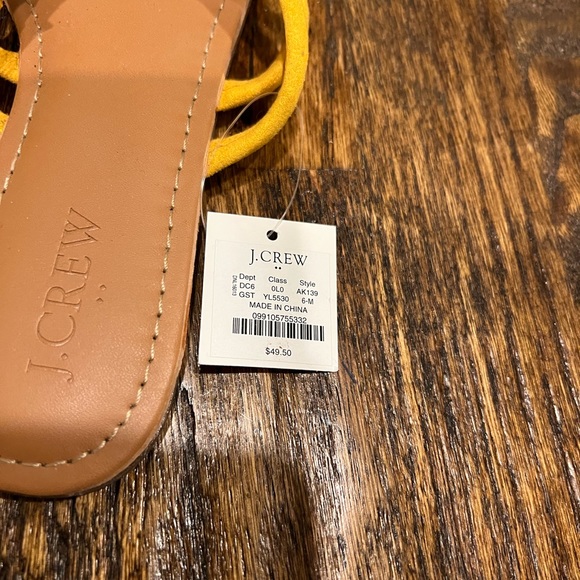 J.CREW
J.CREW
Dept Class Style
DC6 0L0 AK139
GST YL5530 6-M
MADE IN CHINA
099105755332
$49.50